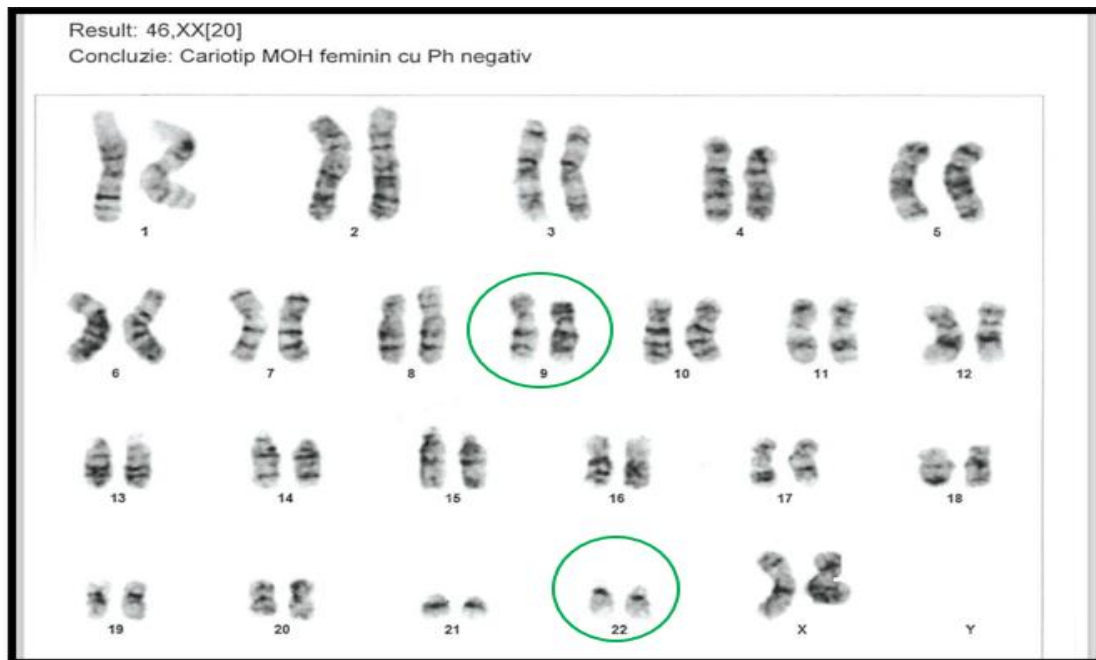 Result: 46,XX[20]
Concluzie: Cariotip MOH feminin cu Ph negativ
1 2 3 4 5
6 7 8 9 10 11 12
13 14 15 16 17 18
19 20 21 22 X Y